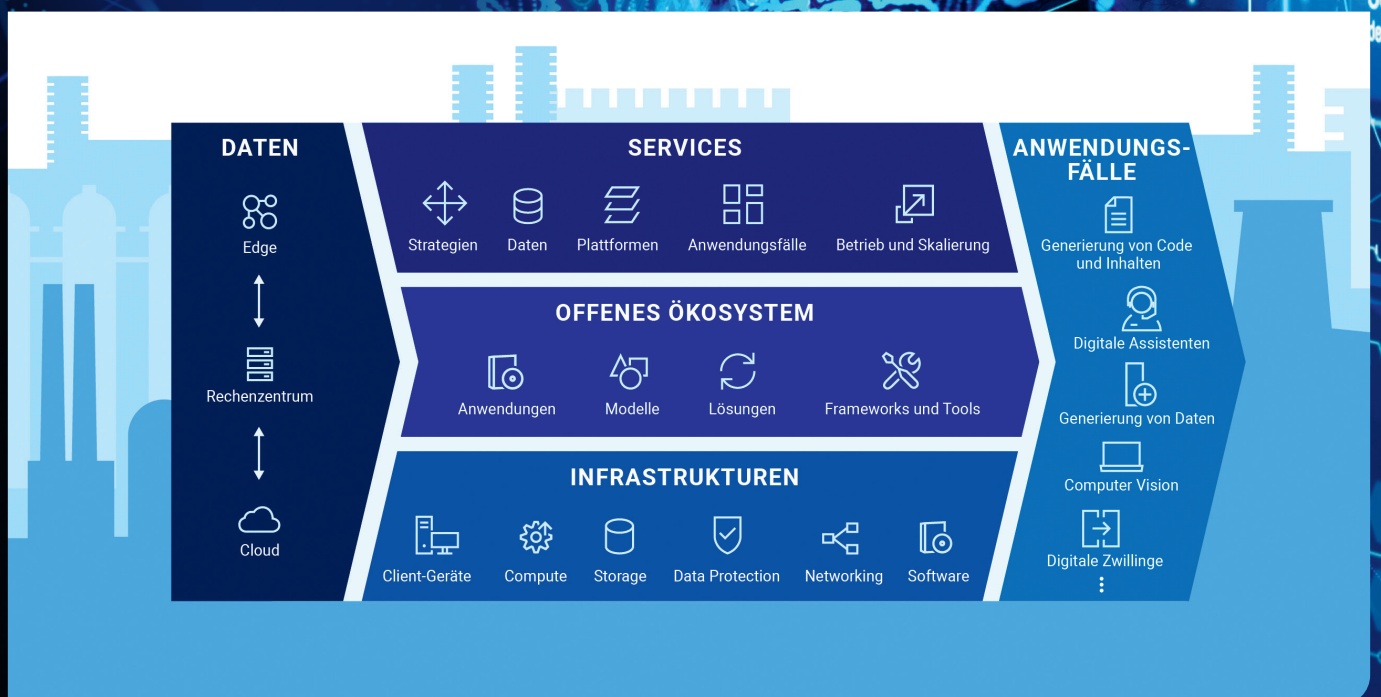 DATEN
Edge
Rechenzentrum
Cloud
SERVICES
Strategien
Daten
Plattformen
Anwendungsfälle
Betrieb und Skalierung
OFFENES ÖKOSYSTEM
Anwendungen
Modelle
Lösungen
Frameworks und Tools
INFRASTRUKTUREN
Client-Geräte
Compute
Storage
Data Protection
Networking
Software
ANWENDUNGS-
FÄLLE
Generierung von Code
und Inhalten
Digitale Assistenten
Generierung von Daten
Computer Vision
Digitale Zwillinge